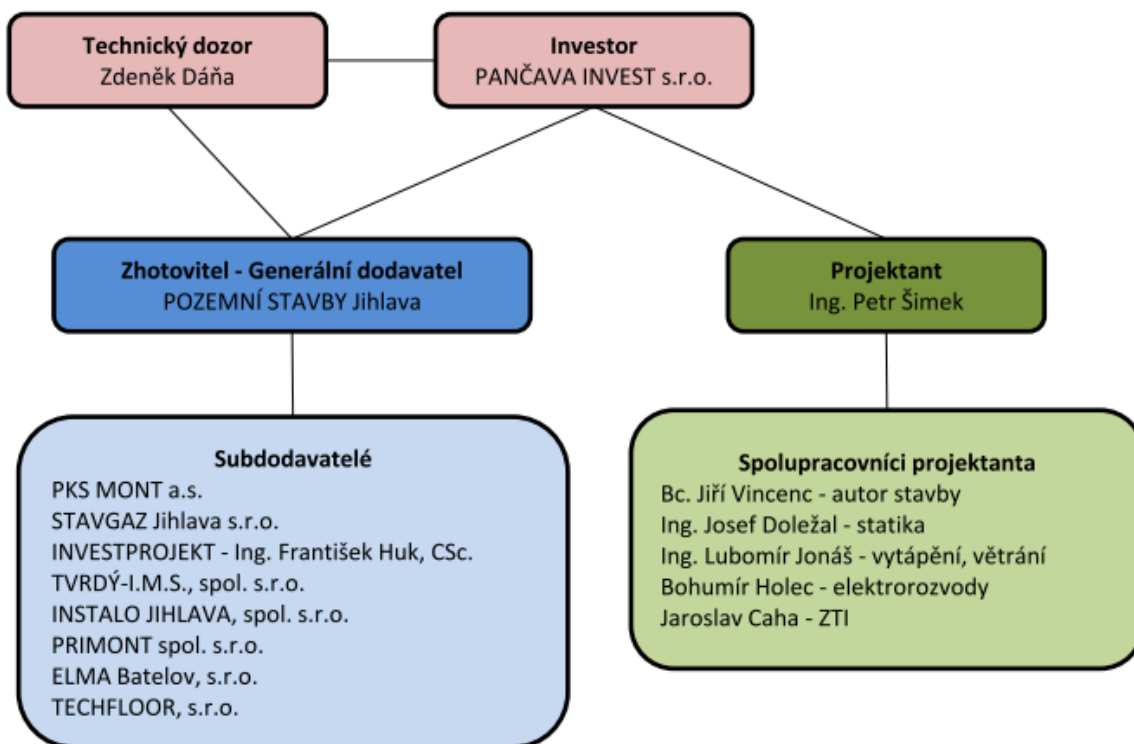 Technický dozor
Zdeněk Dáňa
Investor
PANČAVA INVEST s.r.o.
Zhotovitel - Generální dodavatel
POZEMNÍ STAVBY Jihlava
Projektant
Ing. Petr Šimek
Subdodavatelé
PKS MONT a.s.
STAVGAZ Jihlava s.r.o.
INVESTPROJEKT - Ing. František Huk, CSc.
TVRDÝ-I.M.S., spol. s.r.o.
INSTALO JIHLAVA, spol. s.r.o.
PRIMONT spol. s.r.o.
ELMA Batelov, s.r.o.
TECHFLOOR, s.r.o.
Spolupracovníci projektanta
Bc. Jiří Vincenc - autor stavby
Ing. Josef Doležal - statika
Ing. Lubomír Jonáš - vytápění, větrání
Bohumír Holec - elektrorozvody
Jaroslav Caha - ZTI